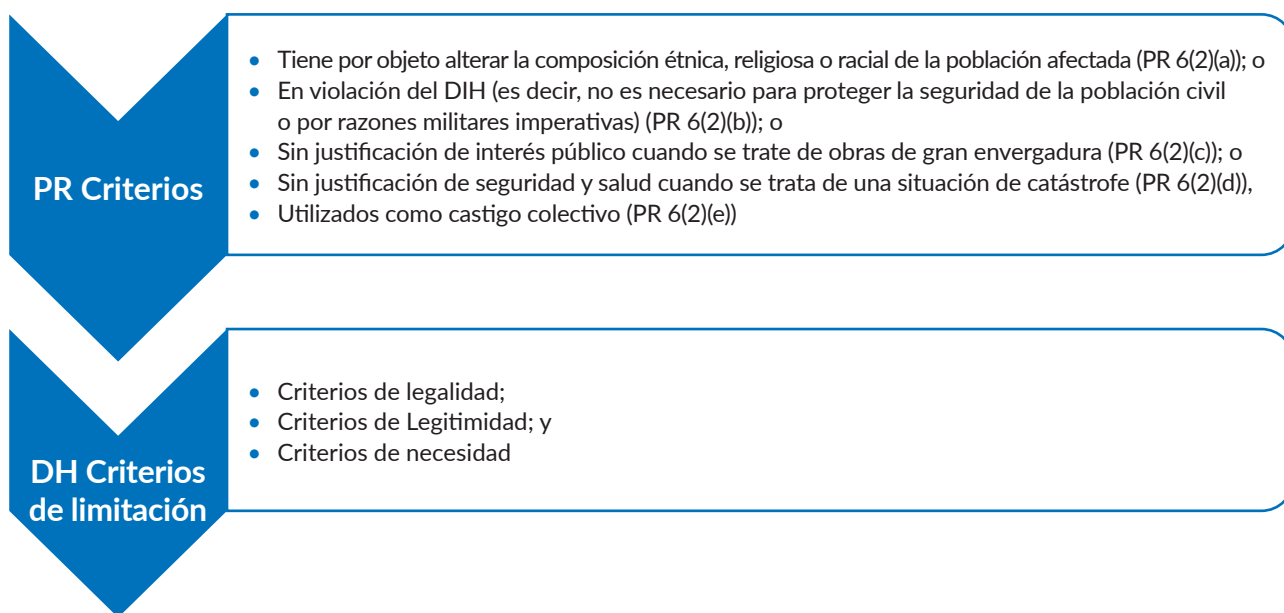 PR Criterios
• Tiene por objeto alterar la composición étnica, religiosa o racial de la población afectada (PR 6(2)(a)); o
• En violación del DIH (es decir, no es necesario para proteger la seguridad de la población civil
o por razones militares imperativas) (PR 6(2)(b)); o
• Sin justificación de interés público cuando se trate de obras de gran envergadura (PR 6(2)(c)); o
• Sin justificación de seguridad y salud cuando se trata de una situación de catástrofe (PR 6(2)(d)),
• Utilizados como castigo colectivo (PR 6(2)(e))
DH Criterios
de limitación
• Criterios de legalidad;
• Criterios de Legitimidad; y
• Criterios de necesidad